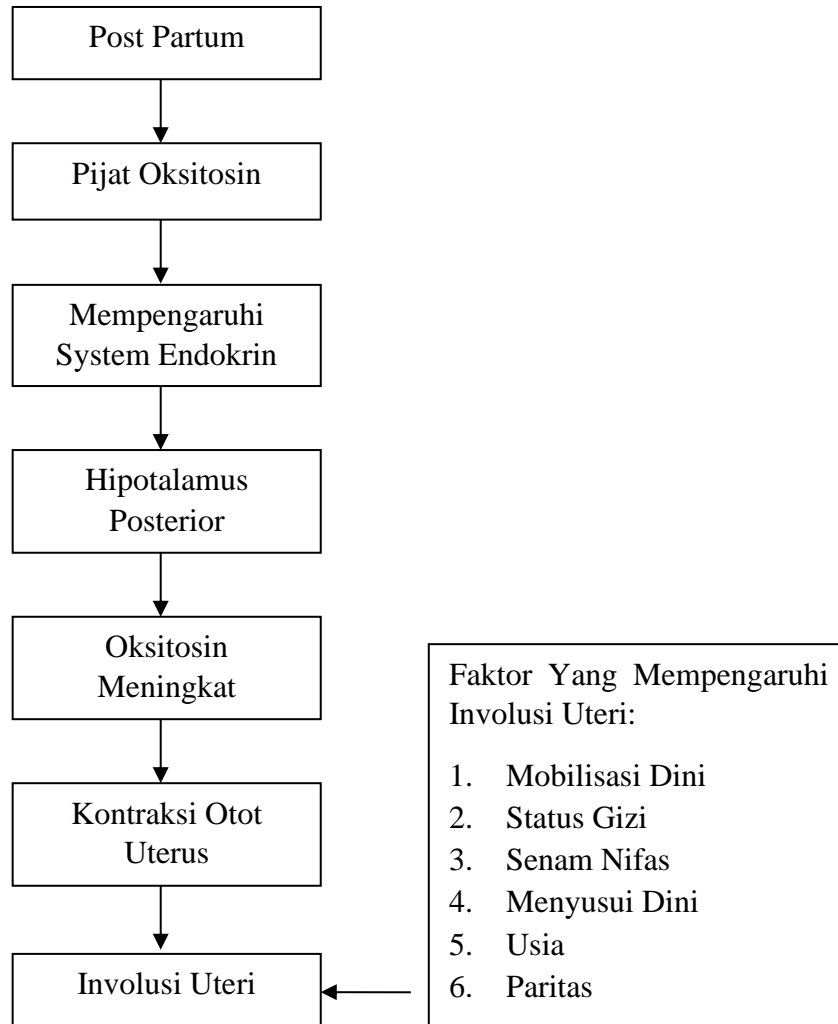 Post Partum
Pijat Oksitosin
Mempengaruhi
System Endokrin
Hipotalamus
Posterior
Oksitosin
Meningkat
Kontraksi Otot
Uterus
Involusi Uteri
Faktor Yang Mempengaruhi
Involusi Uteri:
1. Mobilisasi Dini
2. Status Gizi
3. Senam Nifas
4. Menyusui Dini
5. Usia
6. Paritas